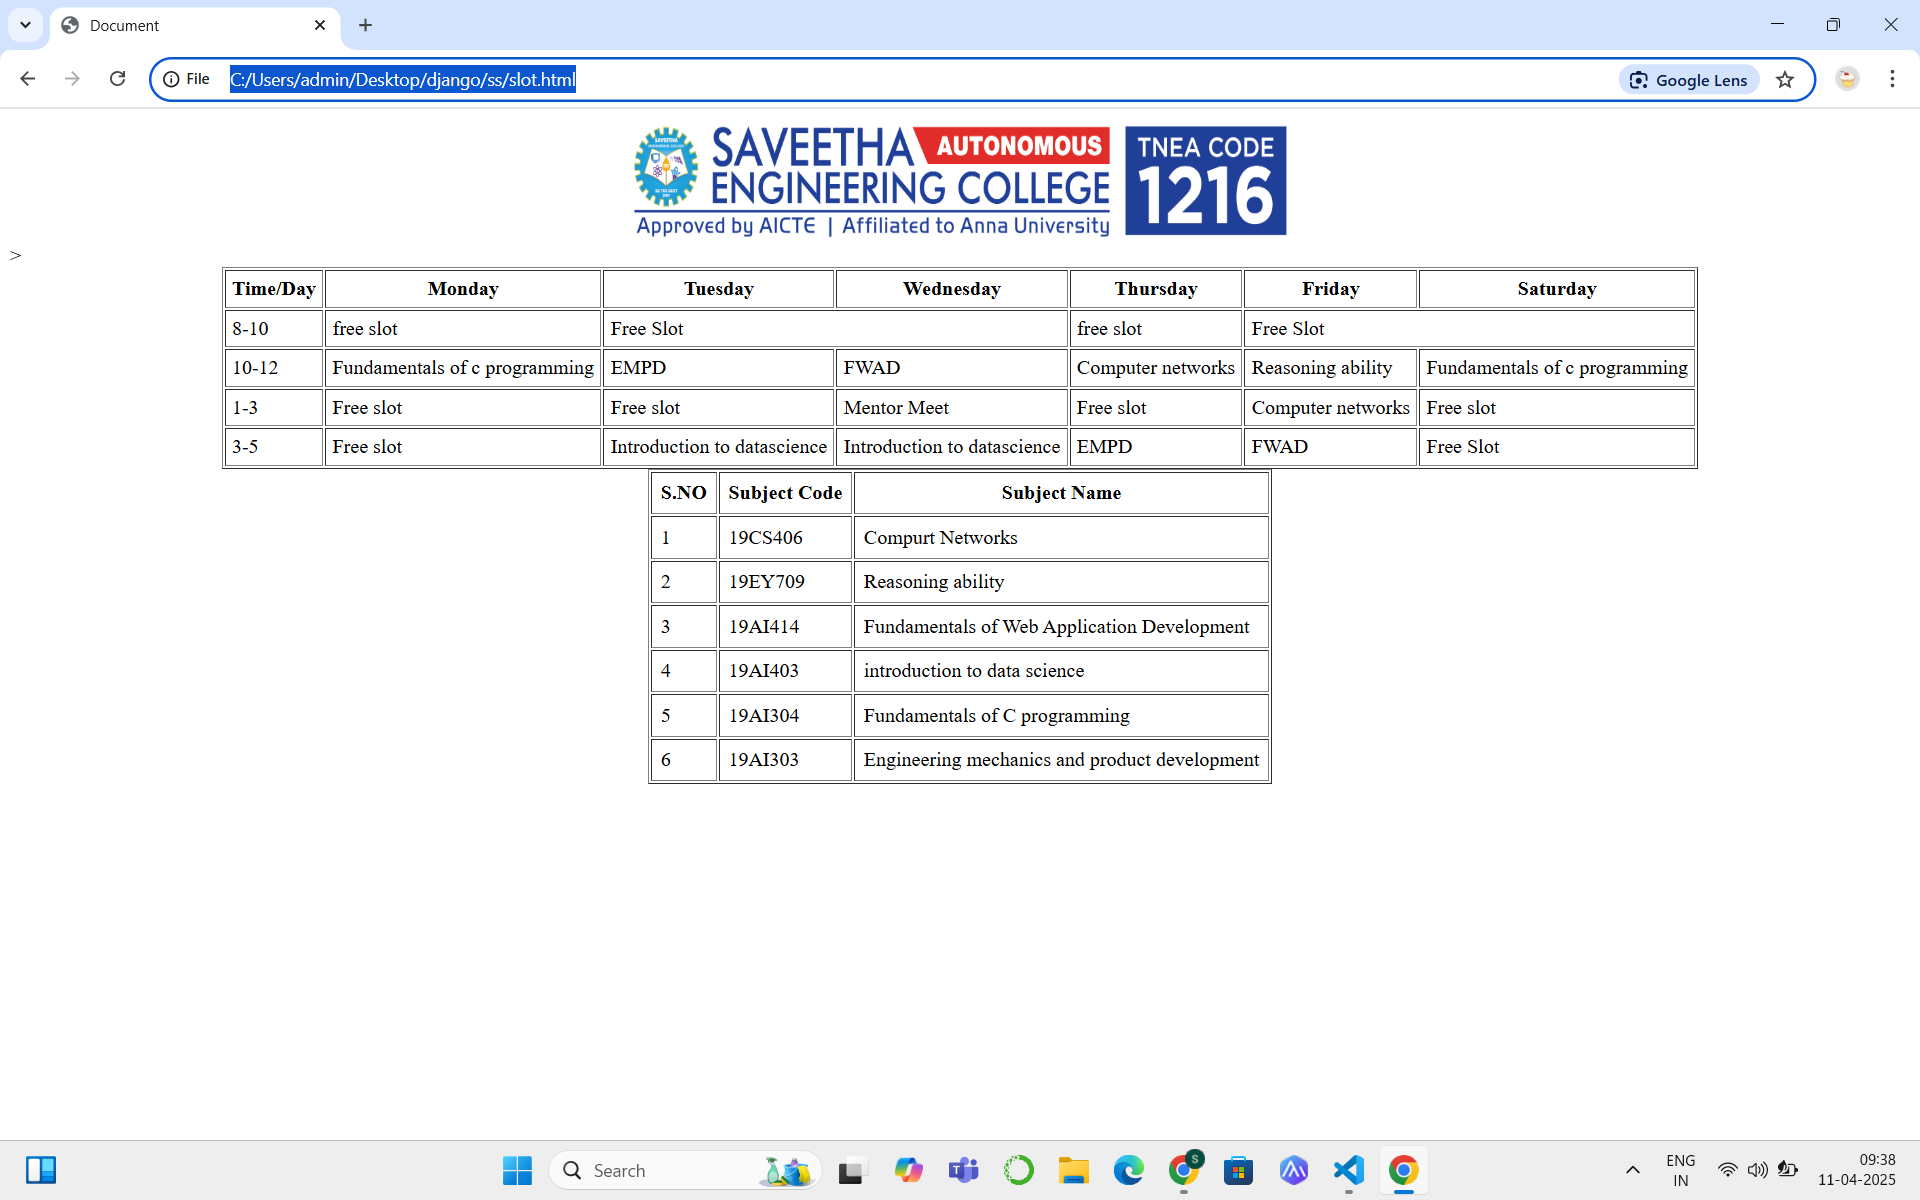 Document
File C:/Users/admin/Desktop/django/ss/slot.html Google Lens
SAVEETHA AUTONOMOUS
ENGINEERING COLLEGE
Approved by AICTE | Affiliated to Anna University
TNEA CODE
1216
>
Time/Day Monday Tuesday Wednesday Thursday Friday Saturday
8-10 free slot Free Slot free slot Free Slot
10-12 Fundamentals of c programming EMPD FWAD Computer networks Reasoning ability Fundamentals of c programming
1-3 Free slot Free slot Mentor Meet Free slot Computer networks Free slot
3-5 Free slot Introduction to datascience Introduction to datascience EMPD FWAD Free Slot
S.NO Subject Code Subject Name
1 19CS406 Compurt Networks
2 19EY709 Reasoning ability
3 19AI414 Fundamentals of Web Application Development
4 19AI403 introduction to data science
5 19AI304 Fundamentals of C programming
6 19AI303 Engineering mechanics and product development
Search
S
ENG
IN
09:38
11-04-2025